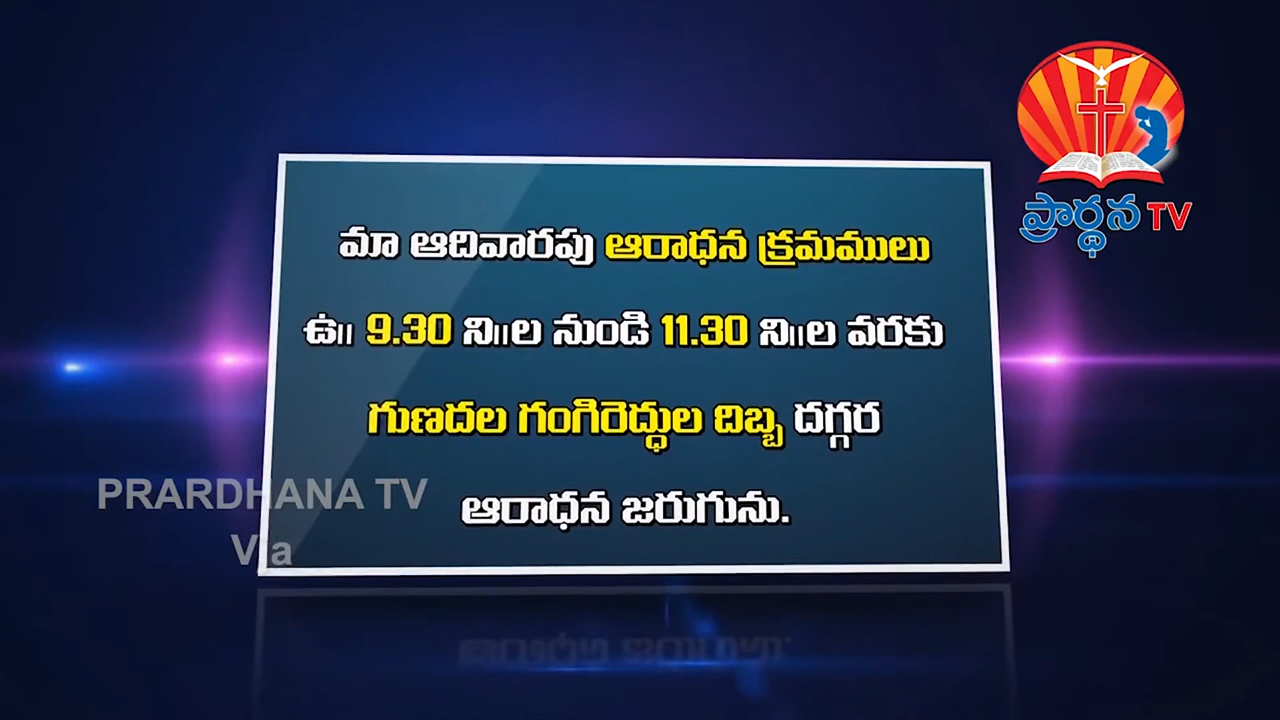 ప్రార్థన TV
మా ఆదివారపు ఆరాధన క్రమములు
ఉ॥ 9.30 ని॥ల నుండి 11.30 ని॥ల వరకు
గుణదల గంగిరెద్దుల దిబ్బ దగ్గర
ఆరాధన జరుగును.
PRARDHANA TV
Via